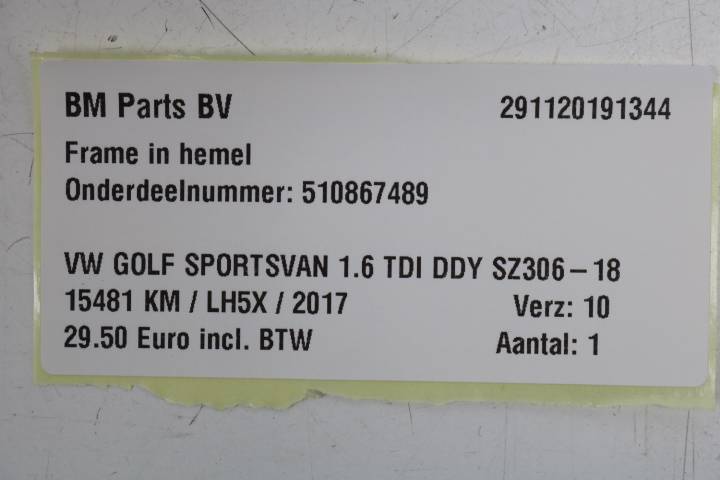 BM Parts BV 291120191344
Frame in hemel
Onderdeelnummer: 510867489
VW GOLF SPORTSVAN 1.6 TDI DDY SZ306-18
15481 KM / LH5X / 2017 Verz: 10
29.50 Euro incl. BTW Aantal: 1